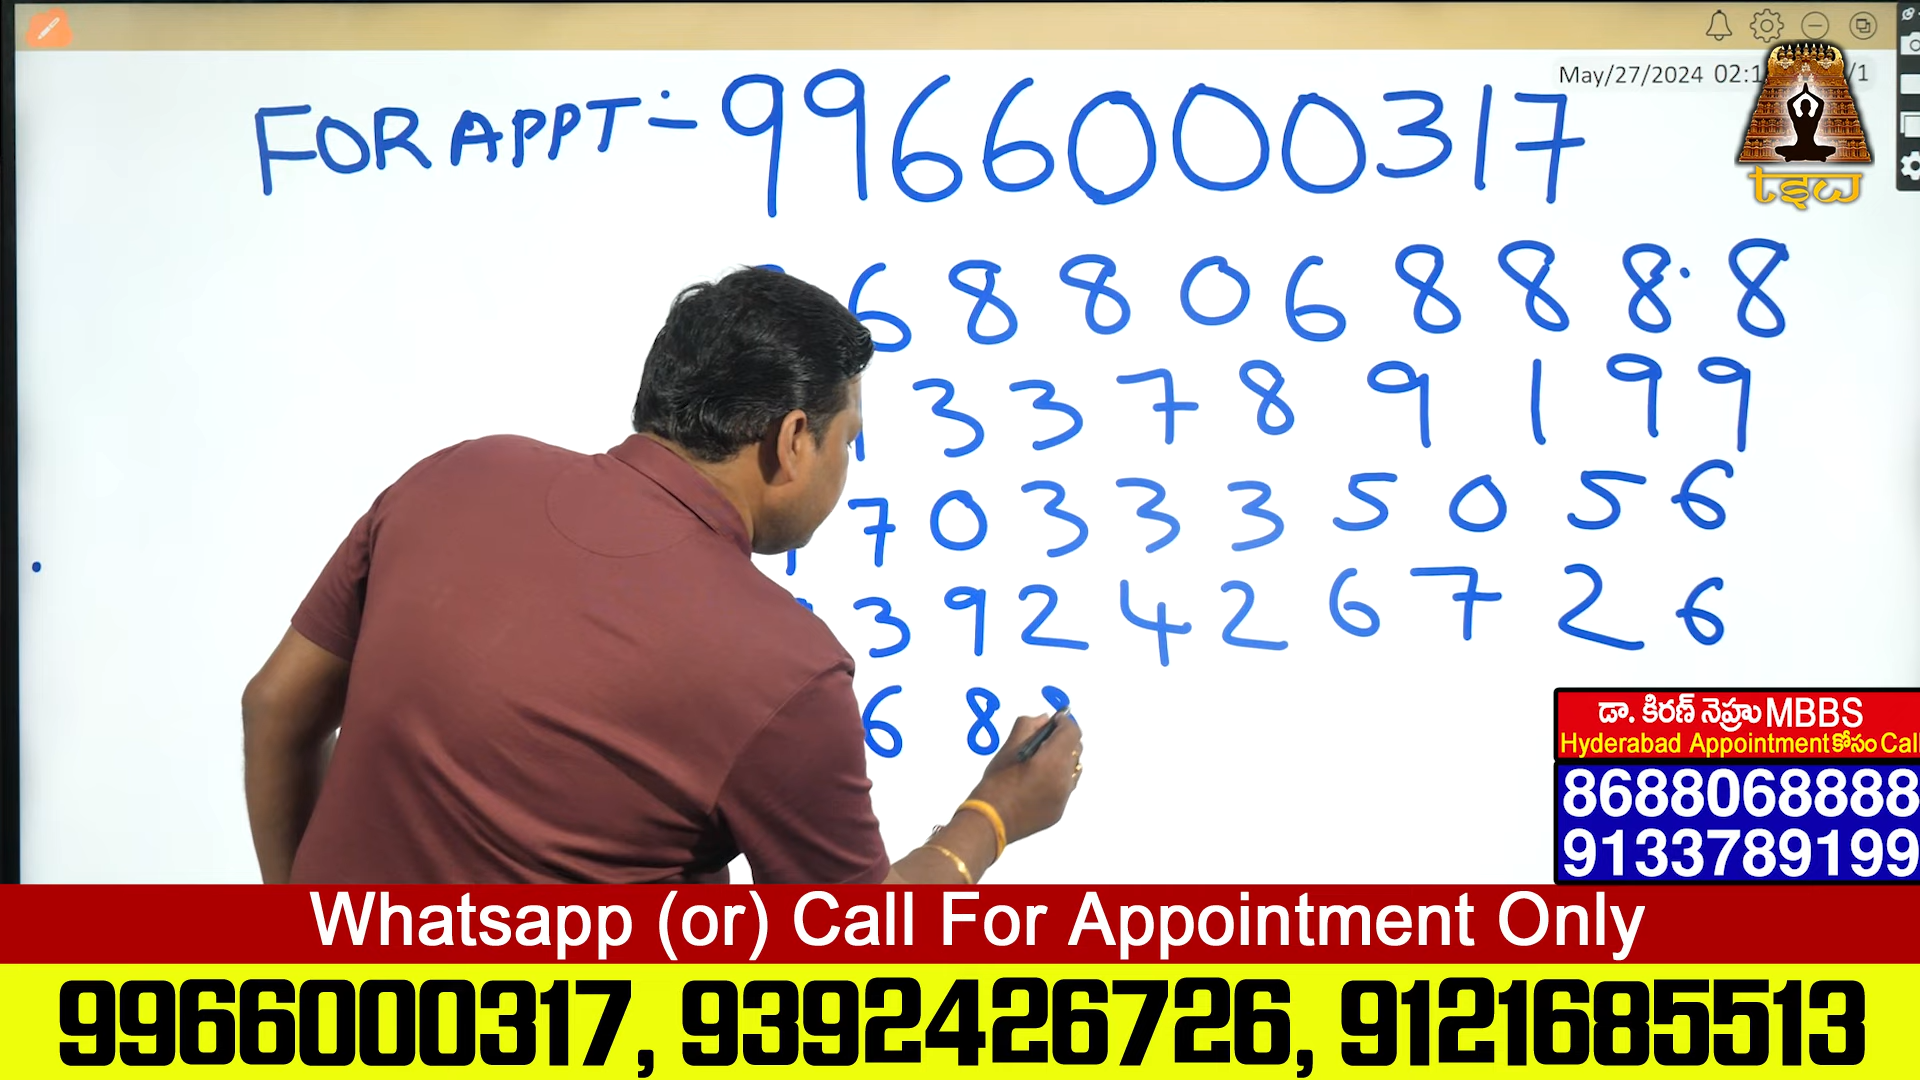 May/27/2024 02:1
/1
FOR APPT :- 9966000317
6 8 8 0 6 8 8 8 8
1 3 3 7 8 9 1 9 9
7 0 3 3 3 5 0 5 6
3 9 2 4 2 6 7 2 6
6 8
tsw
డా. కిరణ్ నెహ్రు MBBS
Hyderabad Appointment కోసం Call
8688068888
9133789199
Whatsapp (or) Call For Appointment Only
9966000317, 9392426726, 9121685513